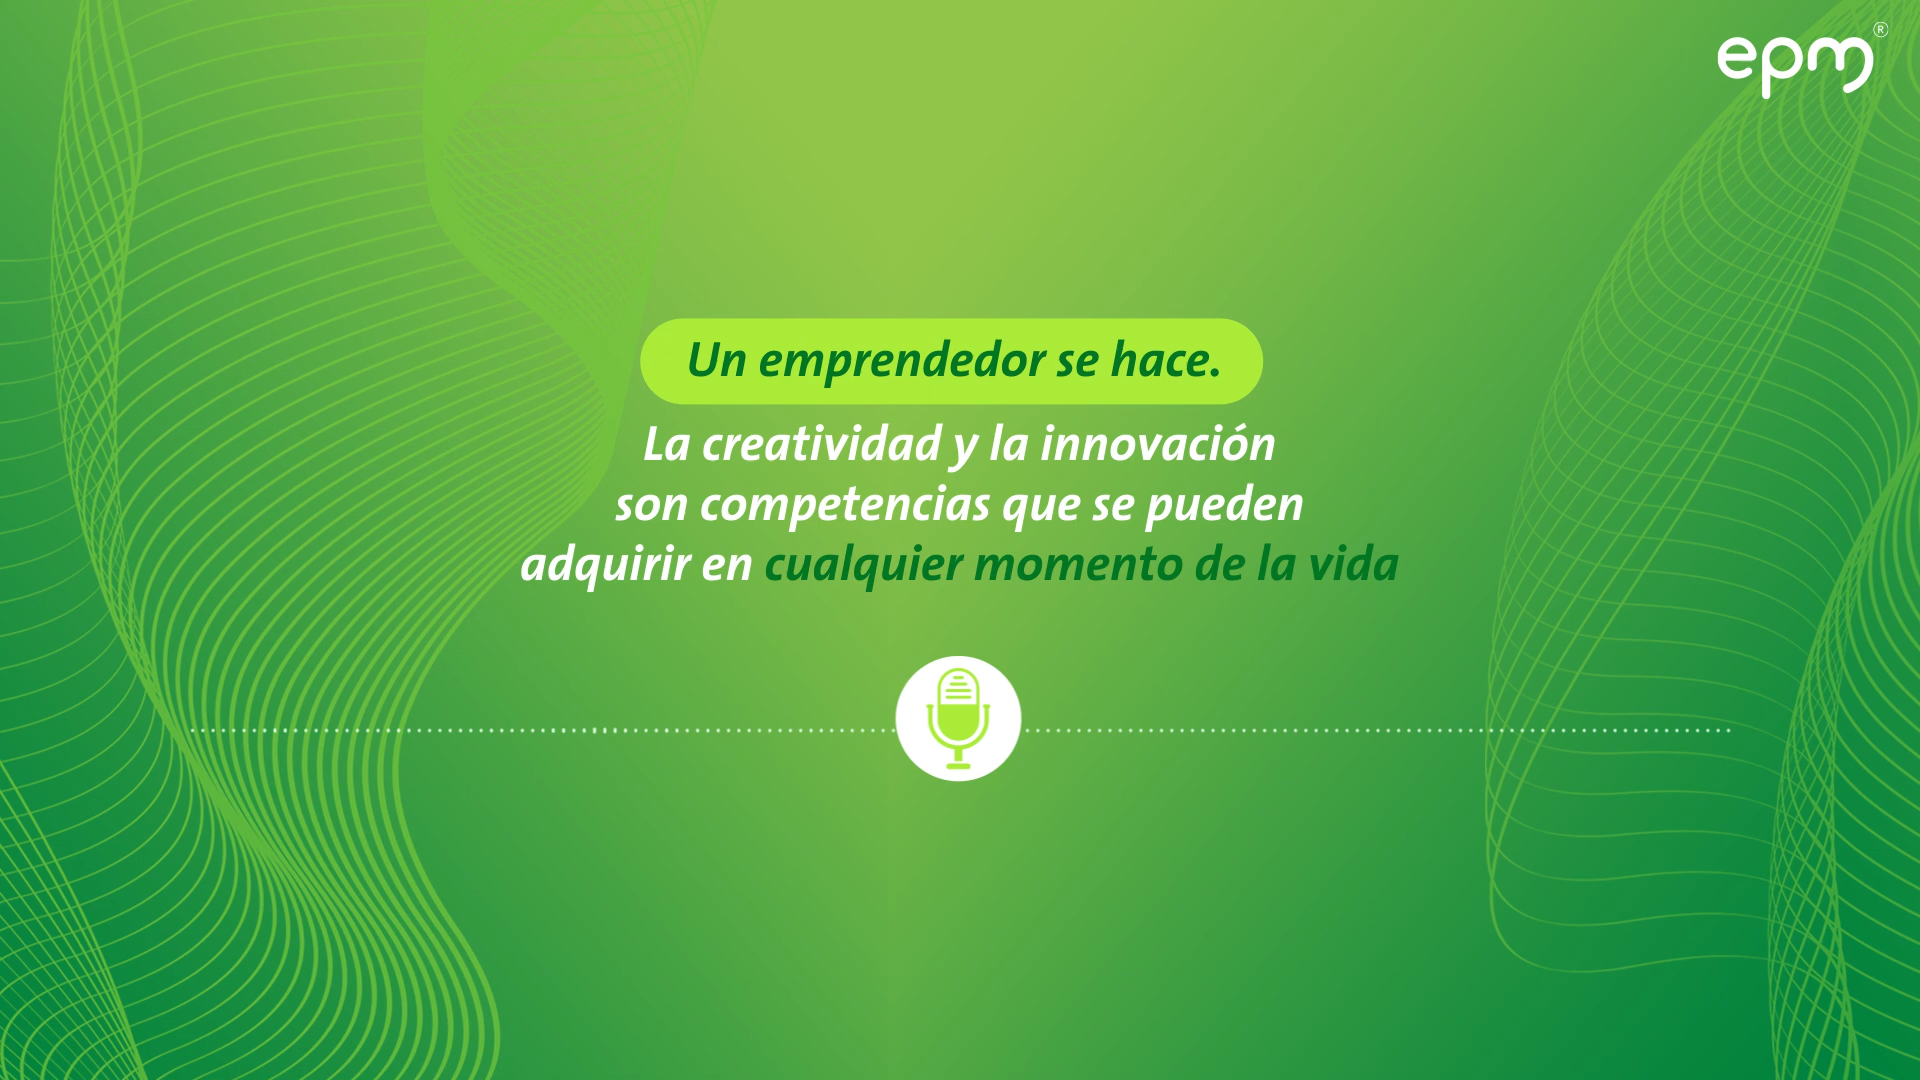 epm®
Un emprendedor se hace.
La creatividad y la innovación
son competencias que se pueden
adquirir en cualquier momento de la vida